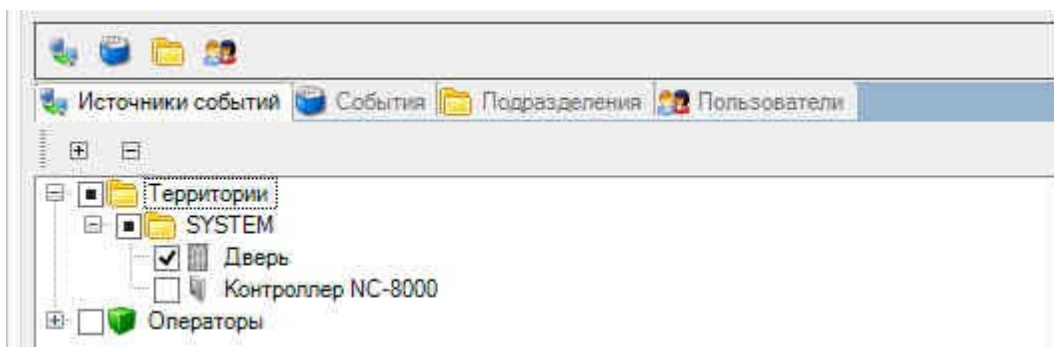 Источники событий События Подразделения Пользователи
Территории
SYSTEM
Дверь
Контроллер NC-8000
Операторы